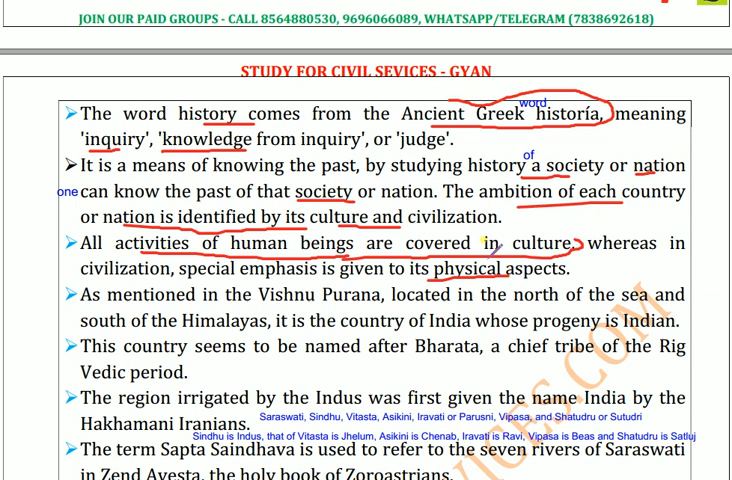 JOIN OUR PAID GROUPS - CALL 8564880530, 9696066089, WHATSAPP/TELEGRAM (7838692618)
STUDY FOR CIVIL SEVICES - GYAN
word
➢ The word history comes from the Ancient Greek historía, meaning
'inquiry', 'knowledge from inquiry', or 'judge'.
of
➢ It is a means of knowing the past, by studying history a society or nation
one can know the past of that society or nation. The ambition of each country
or nation is identified by its culture and civilization.
➢ All activities of human beings are covered in culture, whereas in
civilization, special emphasis is given to its physical aspects.
➢ As mentioned in the Vishnu Purana, located in the north of the sea and
south of the Himalayas, it is the country of India whose progeny is Indian.
➢ This country seems to be named after Bharata, a chief tribe of the Rig
Vedic period.
➢ The region irrigated by the Indus was first given the name India by the
Hakhamani Iranians.
Saraswati, Sindhu, Vitasta, Asikini, Iravati or Parusni, Vipasa, and Shatudru or Sutudri
Sindhu is Indus, that of Vitasta is Jhelum, Asikini is Chenab, Iravati is Ravi, Vipasa is Beas and Shatudru is Satluj
➢ The term Sapta Saindhava is used to refer to the seven rivers of Saraswati
in Zend Avesta, the holy book of Zoroastrians.
VICES.COM